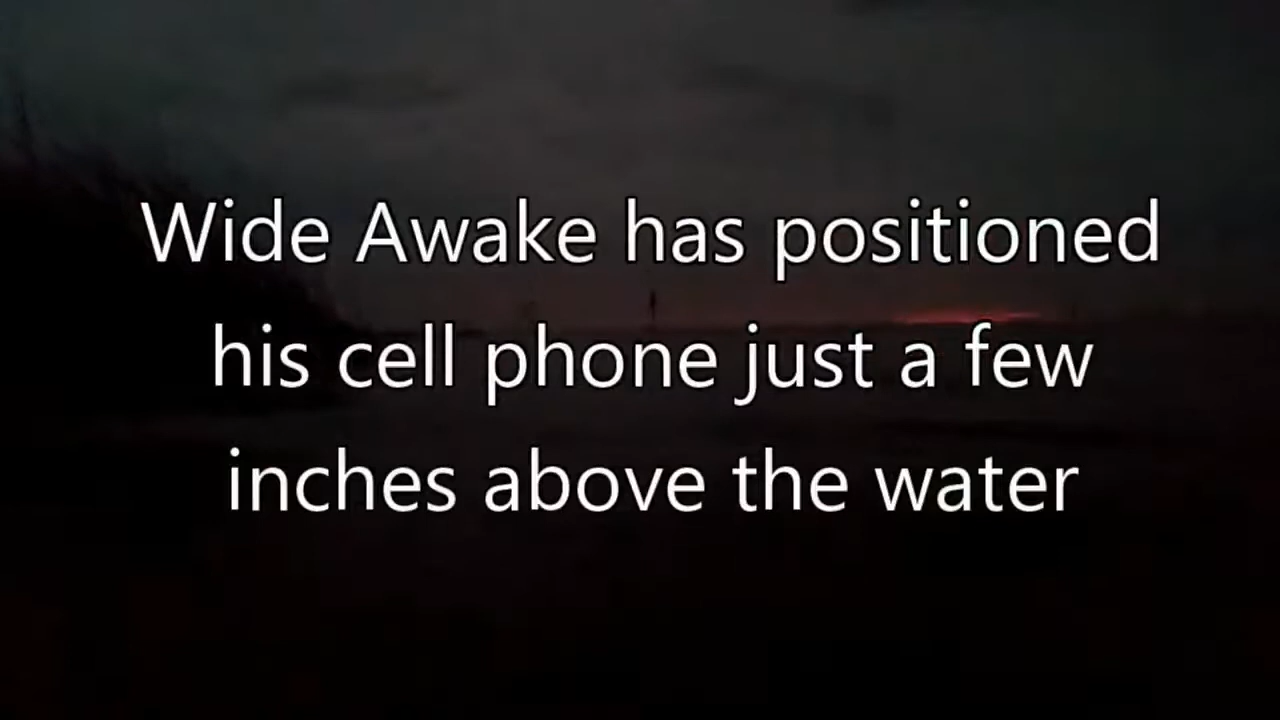 Wide Awake has positioned
his cell phone just a few
inches above the water